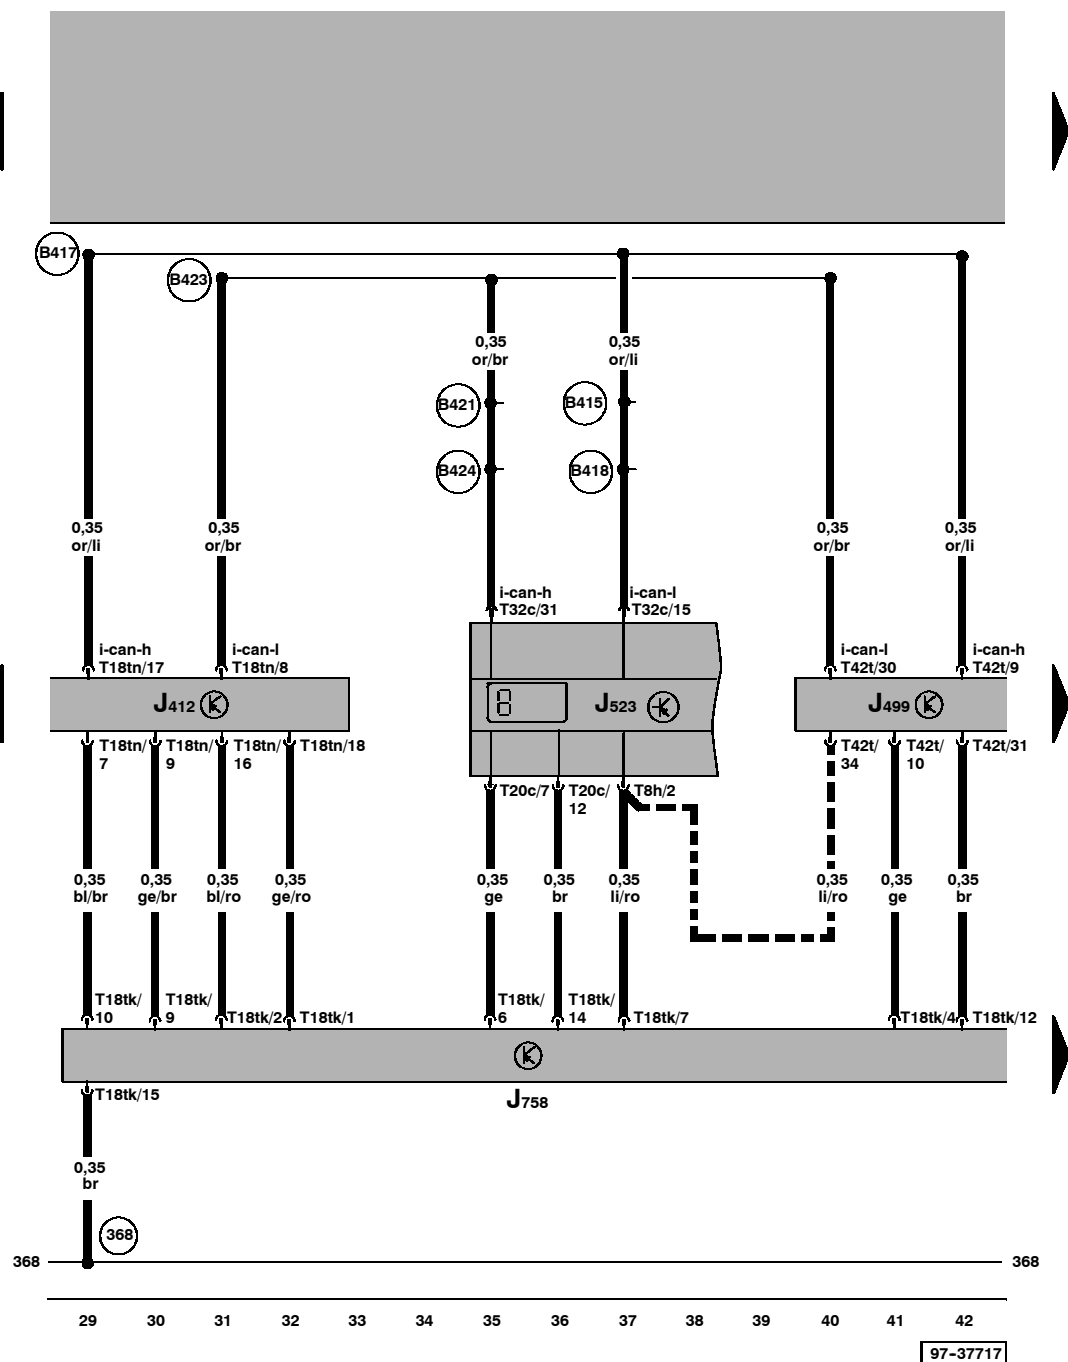 B417
B423
0,35
or/br
0,35
or/li
B421
B415
B424
B418
0,35
or/li
0,35
or/br
0,35
or/br
0,35
or/li
i-can-h
T32c/31
i-can-l
T32c/15
i-can-h
T18tn/17
i-can-l
T18tn/8
i-can-l
T42t/30
i-can-h
T42t/9
J412
J523
J499
T18tn/
7
T18tn/
9
T18tn/
16
T18tn/18
T42t/
34
T42t/
10
T42t/31
T20c/7
T20c/
12
T8h/2
0,35
bl/br
0,35
ge/br
0,35
bl/ro
0,35
ge/ro
0,35
ge
0,35
br
0,35
li/ro
0,35
li/ro
0,35
ge
0,35
br
T18tk/
10
T18tk/
9
T18tk/2
T18tk/1
T18tk/
6
T18tk/
14
T18tk/7
T18tk/4
T18tk/12
T18tk/15
J758
0,35
br
368
368
368
29 30 31 32 33 34 35 36 37 38 39 40 41 42
97-37717